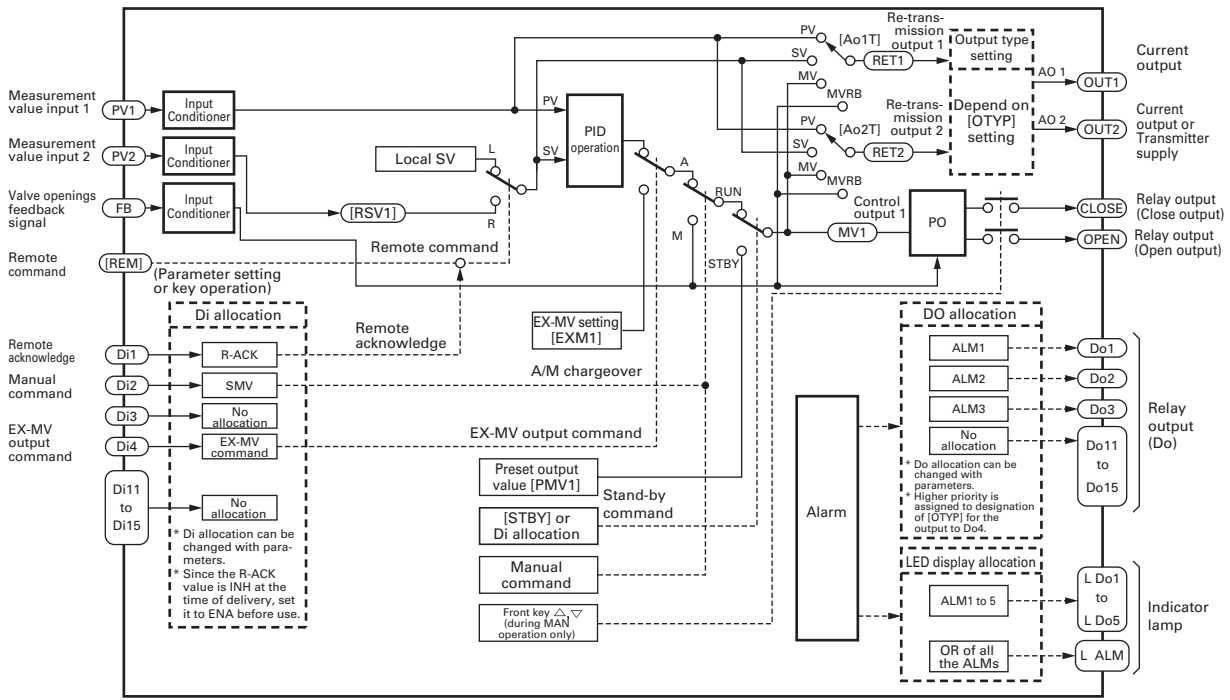 Measurement
value input 1
PV1
Input
Conditioner
Measurement
value input 2
PV2
Input
Conditioner
Valve openings
feedback
signal
FB
Input
Conditioner
Remote
command
[REM]
(Parameter setting
or key operation)
Local SV
L
R
[RSV1]
Remote command
PV
SV
PID
operation
A
M
RUN
STBY
EX-MV setting
[EXM1]
PV
SV
MV
MVRB
[Ao1T]
Re-trans-
mission
output 1
RET1
PV
SV
MV
MVRB
[Ao2T]
Re-trans-
mission
output 2
RET2
Output type
setting
Depend on
[OTYP]
setting
AO 1
AO 2
OUT1
OUT2
Current
output
Current
output or
Transmitter
supply
Control
output 1
MV1
PO
CLOSE
OPEN
Relay output
(Close output)
Relay output
(Open output)
Di allocation
Remote
acknowledge
Di1
R-ACK
Remote
acknowledge
Manual
command
Di2
SMV
A/M chargeover
Di3
No
allocation
EX-MV
output
command
Di4
EX-MV
command
EX-MV output command
Di11
to
Di15
No
allocation
* Di allocation can be
changed with para-
meters.
* Since the R-ACK
value is INH at the
time of delivery, set
it to ENA before use.
Preset output
value [PMV1]
Stand-by
command
[STBY] or
Di allocation
Manual
command
Front key △, ▽
(during MAN
operation only)
Alarm
DO allocation
ALM1
Do1
ALM2
Do2
ALM3
Do3
No
allocation
Do11
to
Do15
* Do allocation can be
changed with
parameters.
* Higher priority is
assigned to designation
of [OTYP] for the
output to Do4.
Relay
output
(Do)
LED display allocation
ALM1 to 5
L Do1
to
L Do5
OR of all
the ALMs
L ALM
Indicator
lamp